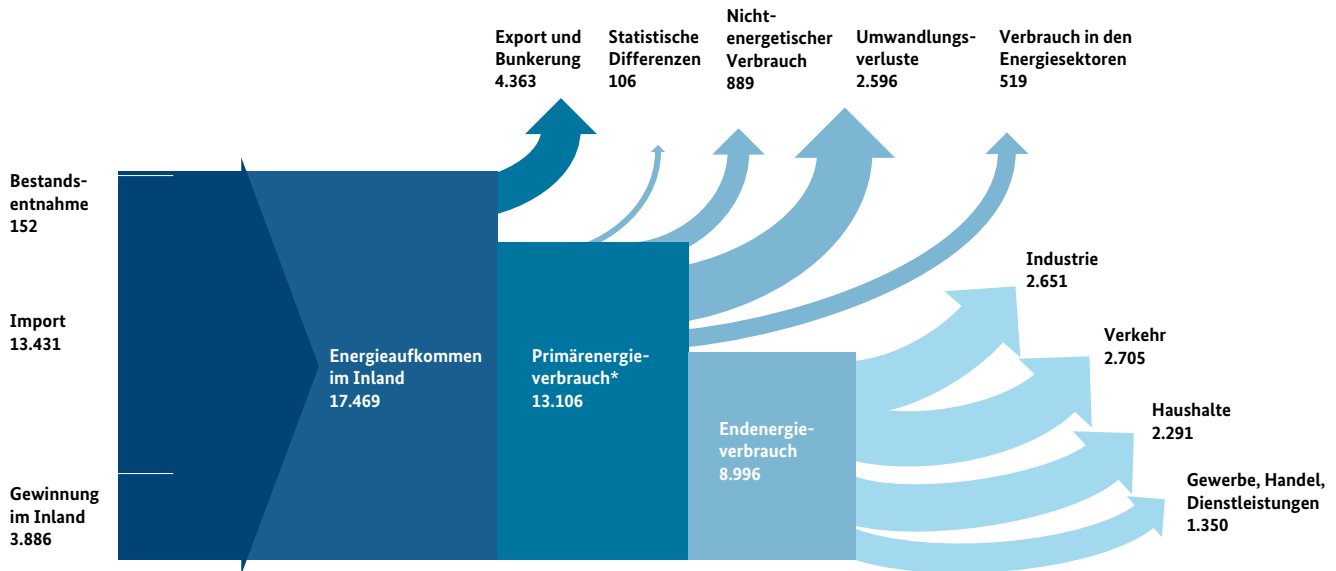 Export und
Bunkerung
4.363
Statistische
Differenzen
106
Nicht-
energetischer
Verbrauch
889
Umwandlungs-
verluste
2.596
Verbrauch in den
Energiesektoren
519
Bestands-
entnahme
152
Import
13.431
Gewinnung
im Inland
3.886
Energieaufkommen
im Inland
17.469
Primärenergie-
verbrauch*
13.106
Endenergie-
verbrauch
8.996
Industrie
2.651
Verkehr
2.705
Haushalte
2.291
Gewerbe, Handel,
Dienstleistungen
1.350